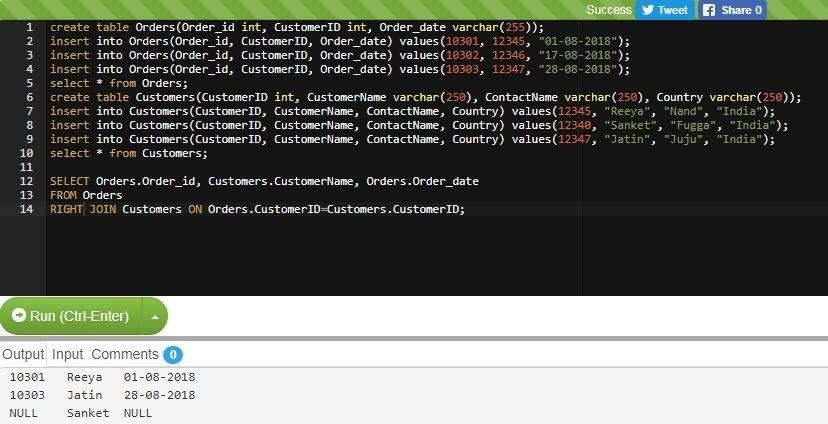 Success Tweet Share 0
1 create table Orders(Order_id int, CustomerID int, Order_date varchar(255));
2 insert into Orders(Order_id, CustomerID, Order_date) values(10301, 12345, "01-08-2018");
3 insert into Orders(Order_id, CustomerID, Order_date) values(10302, 12346, "17-08-2018");
4 insert into Orders(Order_id, CustomerID, Order_date) values(10303, 12347, "28-08-2018");
5 select * from Orders;
6 create table Customers(CustomerID int, CustomerName varchar(250), ContactName varchar(250), Country varchar(250));
7 insert into Customers(CustomerID, CustomerName, ContactName, Country) values(12345, "Reeya", "Nand", "India");
8 insert into Customers(CustomerID, CustomerName, ContactName, Country) values(12340, "Sanket", "Fugga", "India");
9 insert into Customers(CustomerID, CustomerName, ContactName, Country) values(12347, "Jatin", "Juju", "India");
10 select * from Customers;
11
12 SELECT Orders.Order_id, Customers.CustomerName, Orders.Order_date
13 FROM Orders
14 RIGHT JOIN Customers ON Orders.CustomerID=Customers.CustomerID;
Run (Ctrl-Enter)
Output Input Comments 0
10301 Reeya 01-08-2018
10303 Jatin 28-08-2018
NULL Sanket NULL